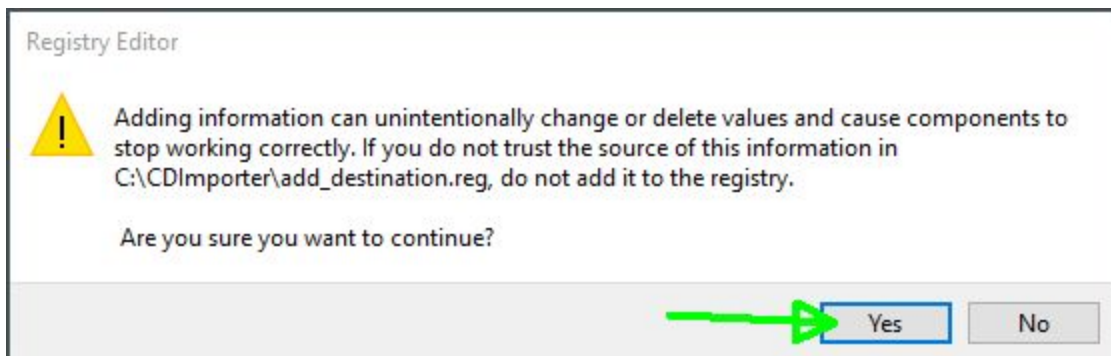 Registry Editor
!
Adding information can unintentionally change or delete values and cause components to
stop working correctly. If you do not trust the source of this information in
C:\CDImporter\add_destination.reg, do not add it to the registry.
Are you sure you want to continue?
Yes
No